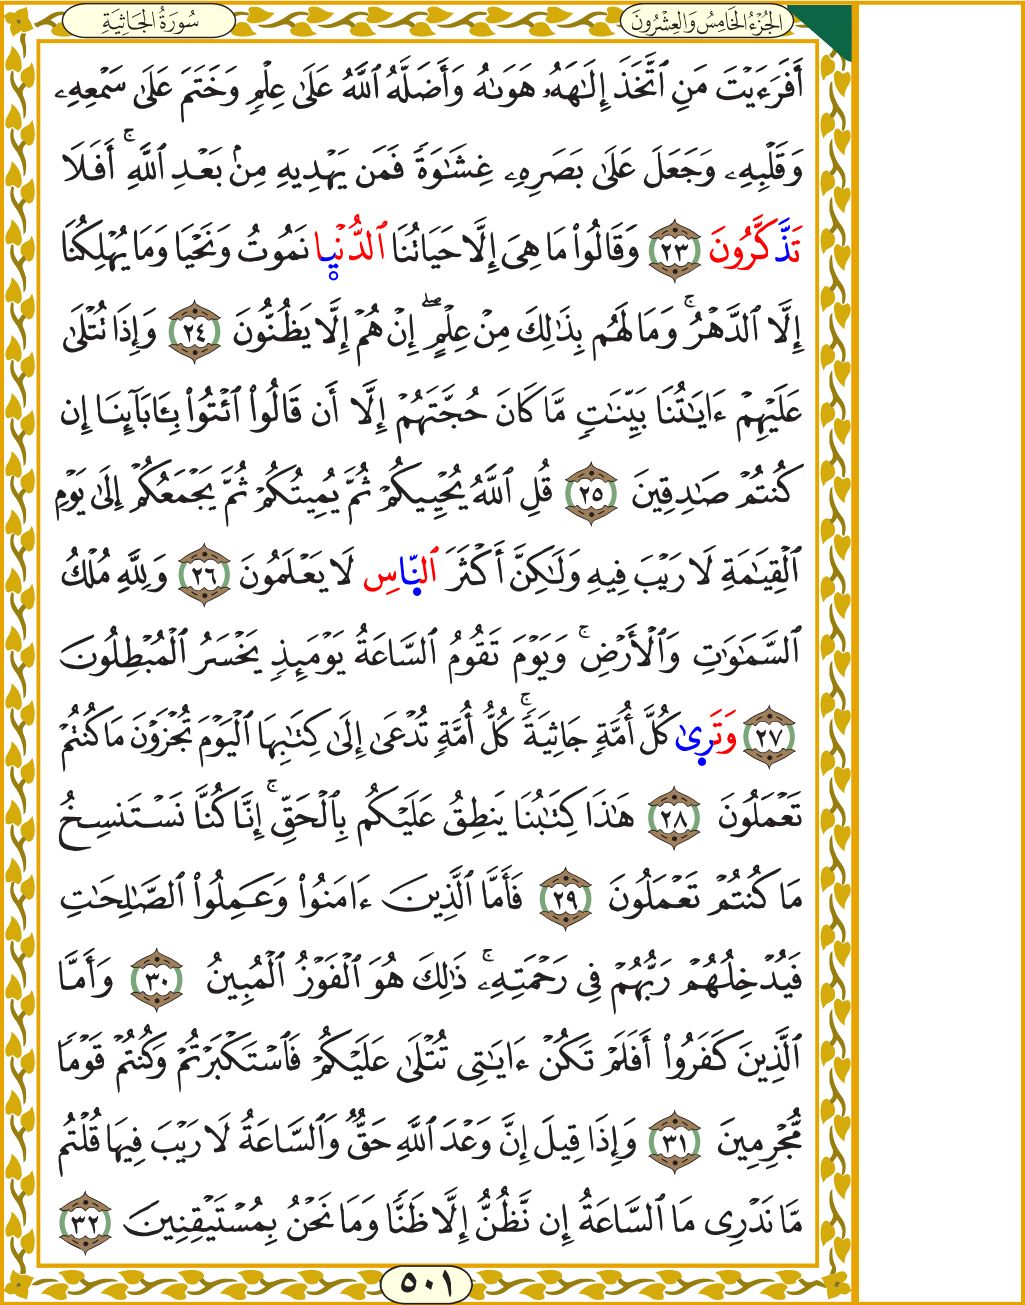 الجُزْءُ الخَامِسُ وَالعِشْرُونَ
سُورَةُ الجَاثِيَةِ
أَفَرَءَيْتَ مَنِ ٱتَّخَذَ إِلَٰهَهُۥ هَوَىٰهُ وَأَضَلَّهُ ٱللَّهُ عَلَىٰ عِلْمٍ وَخَتَمَ عَلَىٰ سَمْعِهِۦ
وَقَلْبِهِۦ وَجَعَلَ عَلَىٰ بَصَرِهِۦ غِشَٰوَةً فَمَن يَهْدِيهِ مِنۢ بَعْدِ ٱللَّهِ ۚ أَفَلَا
تَذَّكَّرُونَ ٢٣ وَقَالُوا۟ مَا هِىَ إِلَّا حَيَاتُنَا ٱلدُّنْيَا نَمُوتُ وَنَحْيَا وَمَا يُهْلِكُنَا
إِلَّا ٱلدَّهْرُ ۚ وَمَا لَهُم بِذَٰلِكَ مِنْ عِلْمٍ ۖ إِنْ هُمْ إِلَّا يَظُنُّونَ ٢٤ وَإِذَا تُتْلَىٰ
عَلَيْهِمْ ءَايَٰتُنَا بَيِّنَٰتٍ مَّا كَانَ حُجَّتَهُمْ إِلَّا أَن قَالُوا۟ ٱئْتُوا۟ بِـَٔابَآئِنَا إِن
كُنتُمْ صَٰدِقِينَ ٢٥ قُلِ ٱللَّهُ يُحْيِيكُمْ ثُمَّ يُمِيتُكُمْ ثُمَّ يَجْمَعُكُمْ إِلَىٰ يَوْمِ
ٱلْقِيَٰمَةِ لَا رَيْبَ فِيهِ وَلَٰكِنَّ أَكْثَرَ ٱلنَّاسِ لَا يَعْلَمُونَ ٢٦ وَلِلَّهِ مُلْكُ
ٱلسَّمَٰوَٰتِ وَٱلْأَرْضِ ۚ وَيَوْمَ تَقُومُ ٱلسَّاعَةُ يَوْمَئِذٍ يَخْسَرُ ٱلْمُبْطِلُونَ
٢٧ وَتَرِىٰ كُلَّ أُمَّةٍ جَاثِيَةً ۚ كُلُّ أُمَّةٍ تُدْعَىٰ إِلَىٰ كِتَٰبِهَا ٱلْيَوْمَ تُجْزَوْنَ مَا كُنتُمْ
تَعْمَلُونَ ٢٨ هَٰذَا كِتَٰبُنَا يَنطِقُ عَلَيْكُم بِٱلْحَقِّ ۚ إِنَّا كُنَّا نَسْتَنسِخُ
مَا كُنتُمْ تَعْمَلُونَ ٢٩ فَأَمَّا ٱلَّذِينَ ءَامَنُوا۟ وَعَمِلُوا۟ ٱلصَّٰلِحَٰتِ
فَيُدْخِلُهُمْ رَبُّهُمْ فِى رَحْمَتِهِۦ ۚ ذَٰلِكَ هُوَ ٱلْفَوْزُ ٱلْمُبِينُ ٣٠ وَأَمَّا
ٱلَّذِينَ كَفَرُوا۟ أَفَلَمْ تَكُنْ ءَايَٰتِى تُتْلَىٰ عَلَيْكُمْ فَٱسْتَكْبَرْتُمْ وَكُنتُمْ قَوْمًا
مُّجْرِمِينَ ٣١ وَإِذَا قِيلَ إِنَّ وَعْدَ ٱللَّهِ حَقٌّ وَٱلسَّاعَةُ لَا رَيْبَ فِيهَا قُلْتُم
مَّا نَدْرِى مَا ٱلسَّاعَةُ إِن نَّظُنُّ إِلَّا ظَنًّا وَمَا نَحْنُ بِمُسْتَيْقِنِينَ ٣٢
٥٠١